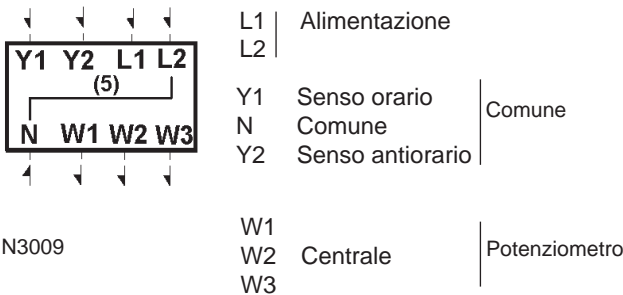 Y1 Y2 L1 L2
(5)
N W1 W2 W3
N3009
L1 Alimentazione
L2
Y1 Senso orario
N Comune
Y2 Senso antiorario
Comune
W1
W2 Centrale
W3
Potenziometro